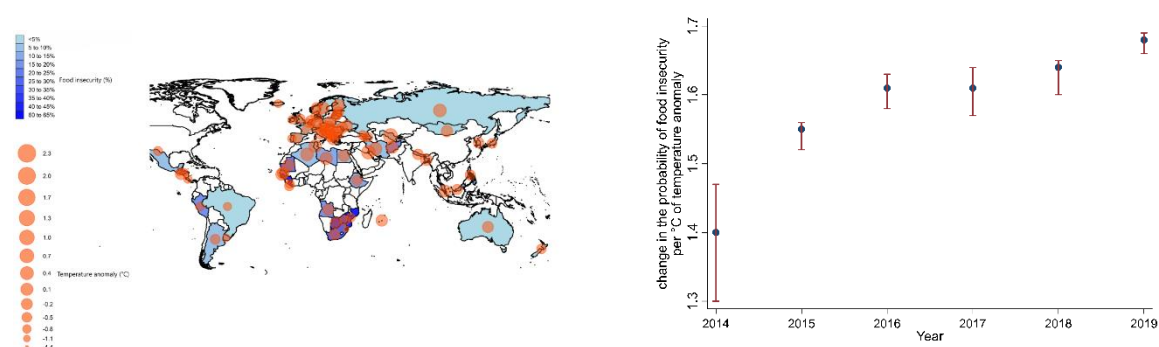 <5%
5 to 10%
10 to 15%
15 to 20%
20 to 25%
25 to 30%
30 to 35%
35 to 40%
40 to 45%
60 to 65%
Food insecurity (%)
2.3
2.0
1.7
1.3
1.0
0.7
0.4
0.1
-0.2
-0.5
-0.8
-1.1
Temperature anomaly (°C)
change in the probability of food insecurity
per °C of temperature anomaly
1.7
1.6
1.5
1.4
1.3
2014
2015
2016
2017
2018
2019
Year